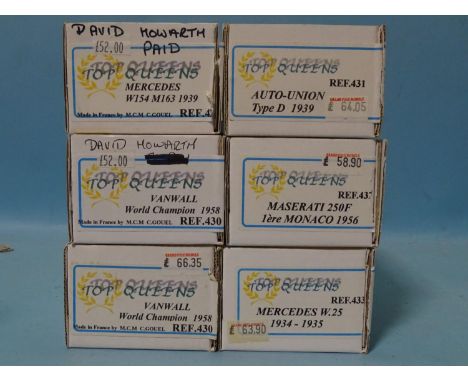 DAVID HOWARTH
£52.00 PAID
TOP QUEENS
MERCEDES
W154 M163 1939
Made in France by M.C.M C.GOUEL REF.4
TOP QUEENS
REF.431
AUTO-UNION
Type D 1939
£ 64.05
DAVID HOWARTH
£52.00
TOP QUEENS
VANWALL
World Champion 1958
Made in France by M.C.M C.GOUEL REF.430
£ 58.90
TOP QUEENS
REF.437
MASERATI 250F
1ère MONACO 1956
£ 66.35
TOP QUEENS
VANWALL
World Champion 1958
Made in France by M.C.M C.GOUEL REF.430
TOP QUEENS
REF.433
MERCEDES W.25
1934 - 1935
£ 63.90